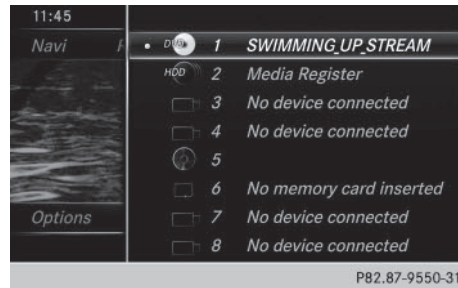 11:45
Navi
DVD 1 SWIMMING_UP_STREAM
HDD 2 Media Register
3 No device connected
4 No device connected
5
6 No memory card inserted
Options
7 No device connected
8 No device connected
P82.87-9550-31